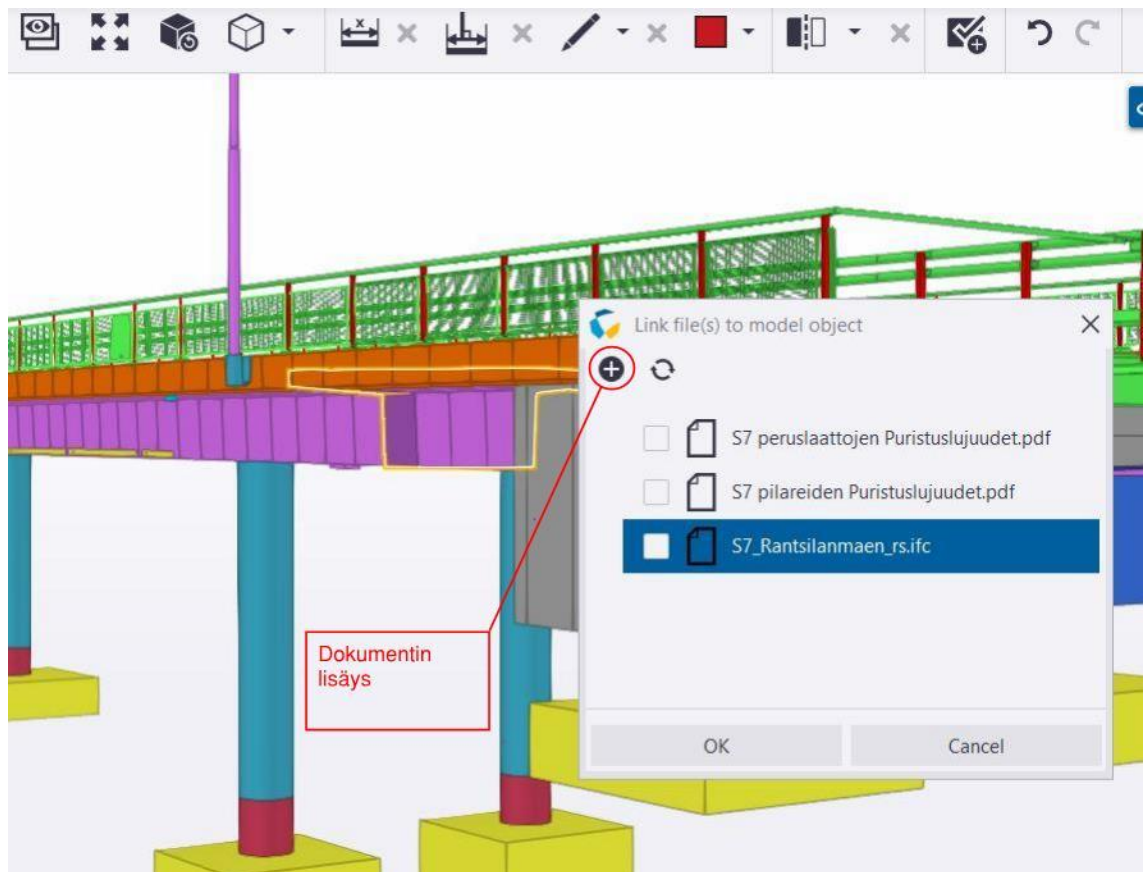 Link file(s) to model object
S7 peruslaattojen Puristuslujuudet.pdf
S7 pilareiden Puristuslujuudet.pdf
S7_Rantsilanmaen_rs.ifc
Dokumentin
lisäys
OK
Cancel